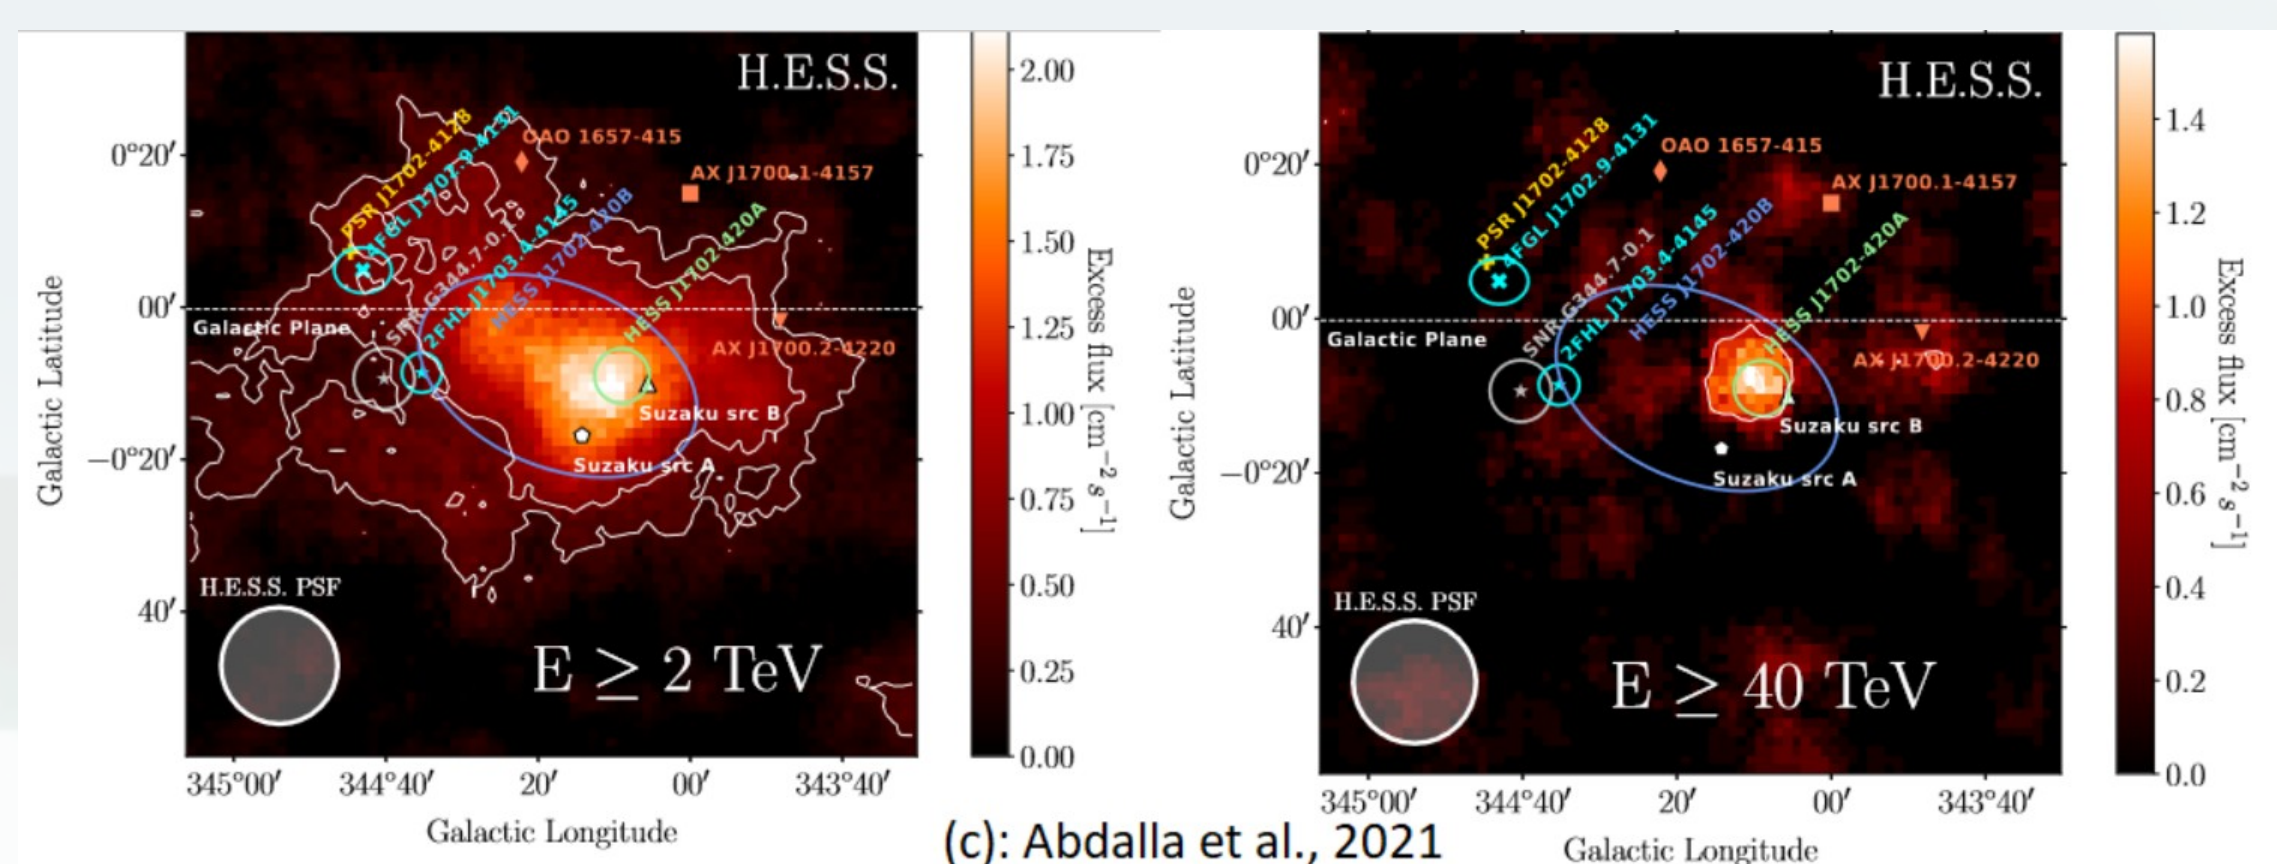 H.E.S.S.
PSR J1702-4128
4FGL J1702.9-4131
OAO 1657-415
AX J1700.1-4157
SNR G344.7-0.1
2FHL J1703.4-4145
HESS J1702-420B
HESS J1702-420A
Galactic Plane
AX J1700.2-4220
Suzaku src B
Suzaku src A
H.E.S.S. PSF
E ≥ 2 TeV
0°20′
00′
−0°20′
40′
Galactic Latitude
345°00′ 344°40′ 20′ 00′ 343°40′
Galactic Longitude
2.00
1.75
1.50
1.25
1.00
0.75
0.50
0.25
0.00
Excess flux [cm−2 s−1]
H.E.S.S.
PSR J1702-4128
4FGL J1702.9-4131
OAO 1657-415
AX J1700.1-4157
SNR G344.7-0.1
2FHL J1703.4-4145
HESS J1702-420B
HESS J1702-420A
Galactic Plane
AX J1700.2-4220
Suzaku src B
Suzaku src A
H.E.S.S. PSF
E ≥ 40 TeV
0°20′
00′
−0°20′
40′
Galactic Latitude
345°00′ 344°40′ 20′ 00′ 343°40′
Galactic Longitude
1.4
1.2
1.0
0.8
0.6
0.4
0.2
0.0
Excess flux [cm−2 s−1]
(c): Abdalla et al., 2021